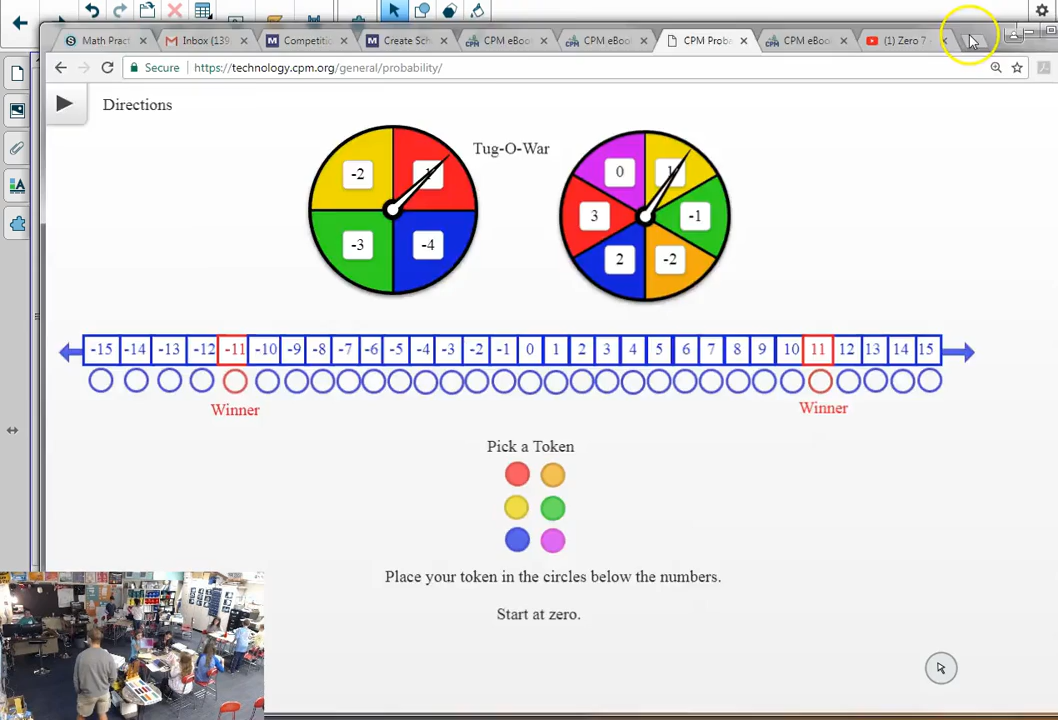 Math Pract
Inbox (139
Competitio
Create Sch
CPM eBoo
CPM eBoo
CPM Proba
CPM eBoo
(1) Zero 7
Secure
https://technology.cpm.org/general/probability/
Directions
Tug-O-War
-2 1
-3 -4
0 1
3 -1
2 -2
-15 -14 -13 -12 -11 -10 -9 -8 -7 -6 -5 -4 -3 -2 -1 0 1 2 3 4 5 6 7 8 9 10 11 12 13 14 15
Winner Winner
Pick a Token
Place your token in the circles below the numbers.
Start at zero.